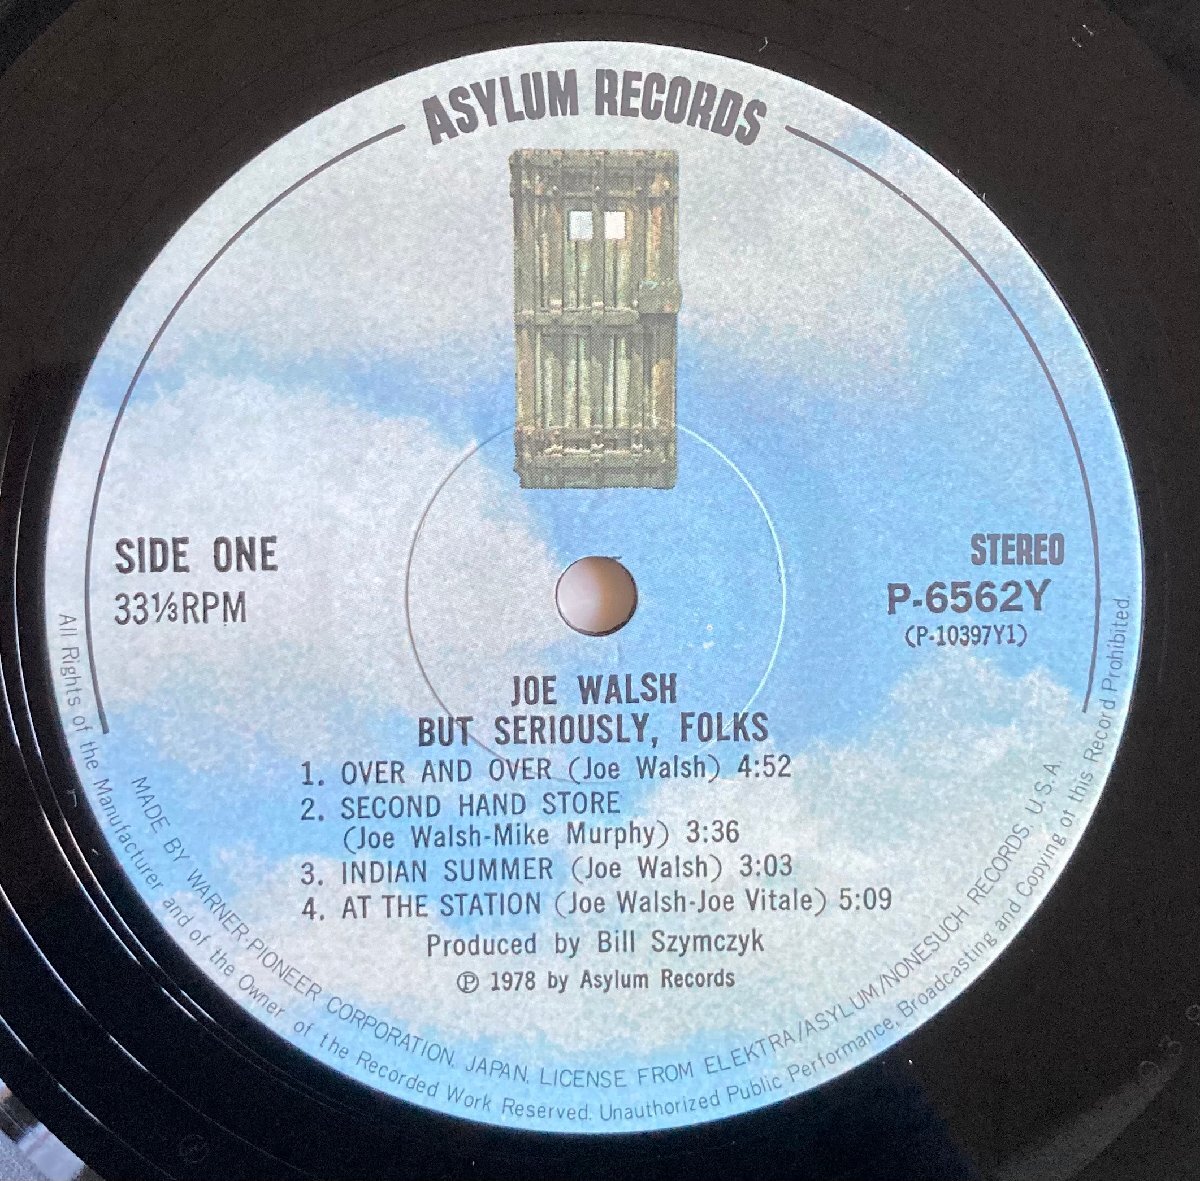 ASYLUM RECORDS
SIDE ONE
33⅓RPM
STEREO
P-6562Y
(P-10397Y1)
JOE WALSH
BUT SERIOUSLY, FOLKS
1. OVER AND OVER (Joe Walsh) 4:52
2. SECOND HAND STORE
(Joe Walsh-Mike Murphy) 3:36
3. INDIAN SUMMER (Joe Walsh) 3:03
4. AT THE STATION (Joe Walsh-Joe Vitale) 5:09
Produced by Bill Szymczyk
℗ 1978 by Asylum Records
MADE BY WARNER-PIONEER CORPORATION, JAPAN, LICENSE FROM ELEKTRA/ASYLUM/NONESUCH RECORDS, U.S.A
All Rights of the Manufacturer and of the Owner of the Recorded Work Reserved. Unauthorized Public Performance, Broadcasting and Copying of this Record Prohibited.